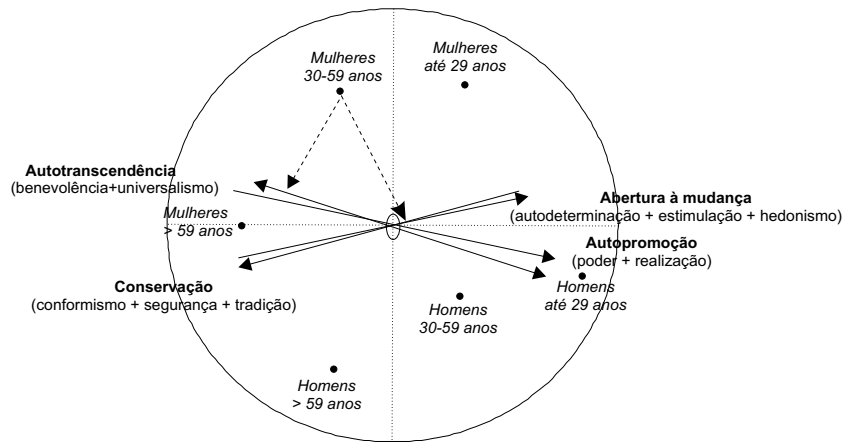 Mulheres
30-59 anos
Mulheres
até 29 anos
Autotranscendência
(benevolência+universalismo)
Mulheres
> 59 anos
Abertura à mudança
(autodeterminação + estimulação + hedonismo)
Autopromoção
(poder + realização)
Conservação
(conformismo + segurança + tradição)
Homens
até 29 anos
Homens
30-59 anos
Homens
> 59 anos